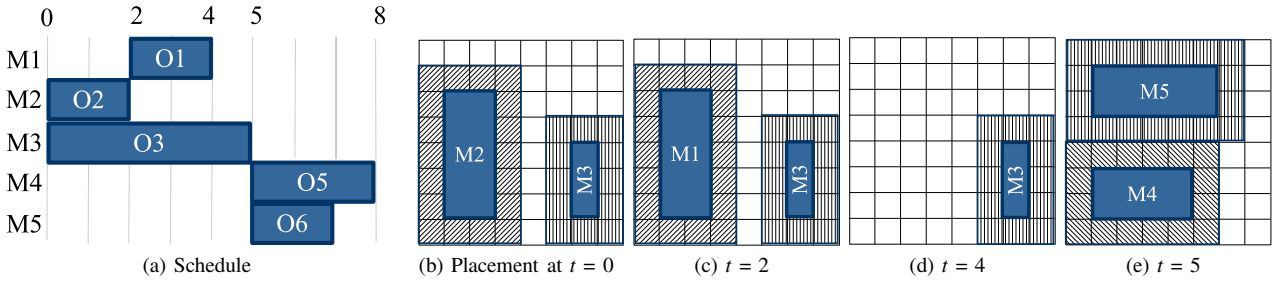 0 2 4 5 8
M1 O1
M2 O2
M3 O3
M4 O5
M5 O6
(a) Schedule
M2
M3
(b) Placement at t = 0
M1
M3
(c) t = 2
M3
(d) t = 4
M5
M4
(e) t = 5